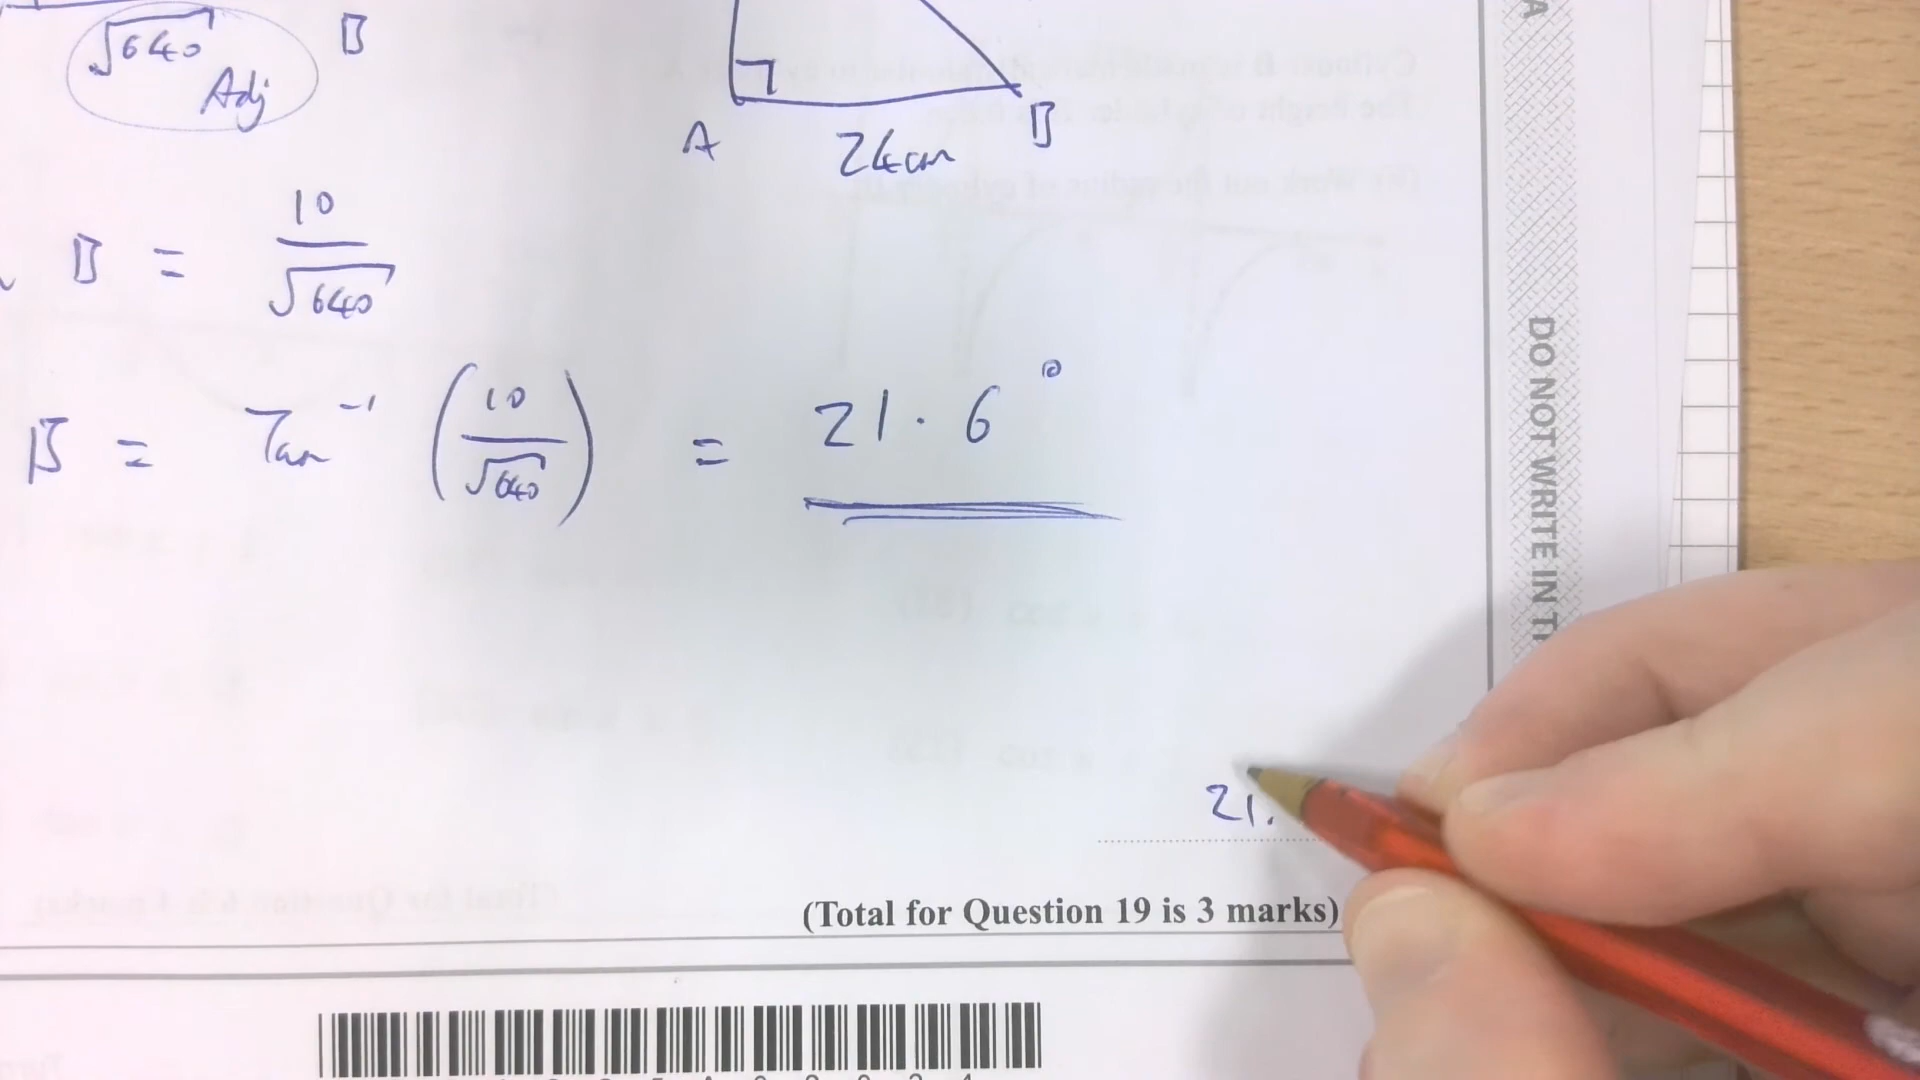 √640 B
Adj
A 24cm B
B = 10/√640
B = Tan⁻¹ (10/√640) = 21.6°
21.
(Total for Question 19 is 3 marks)
A
DO NOT WRITE IN T